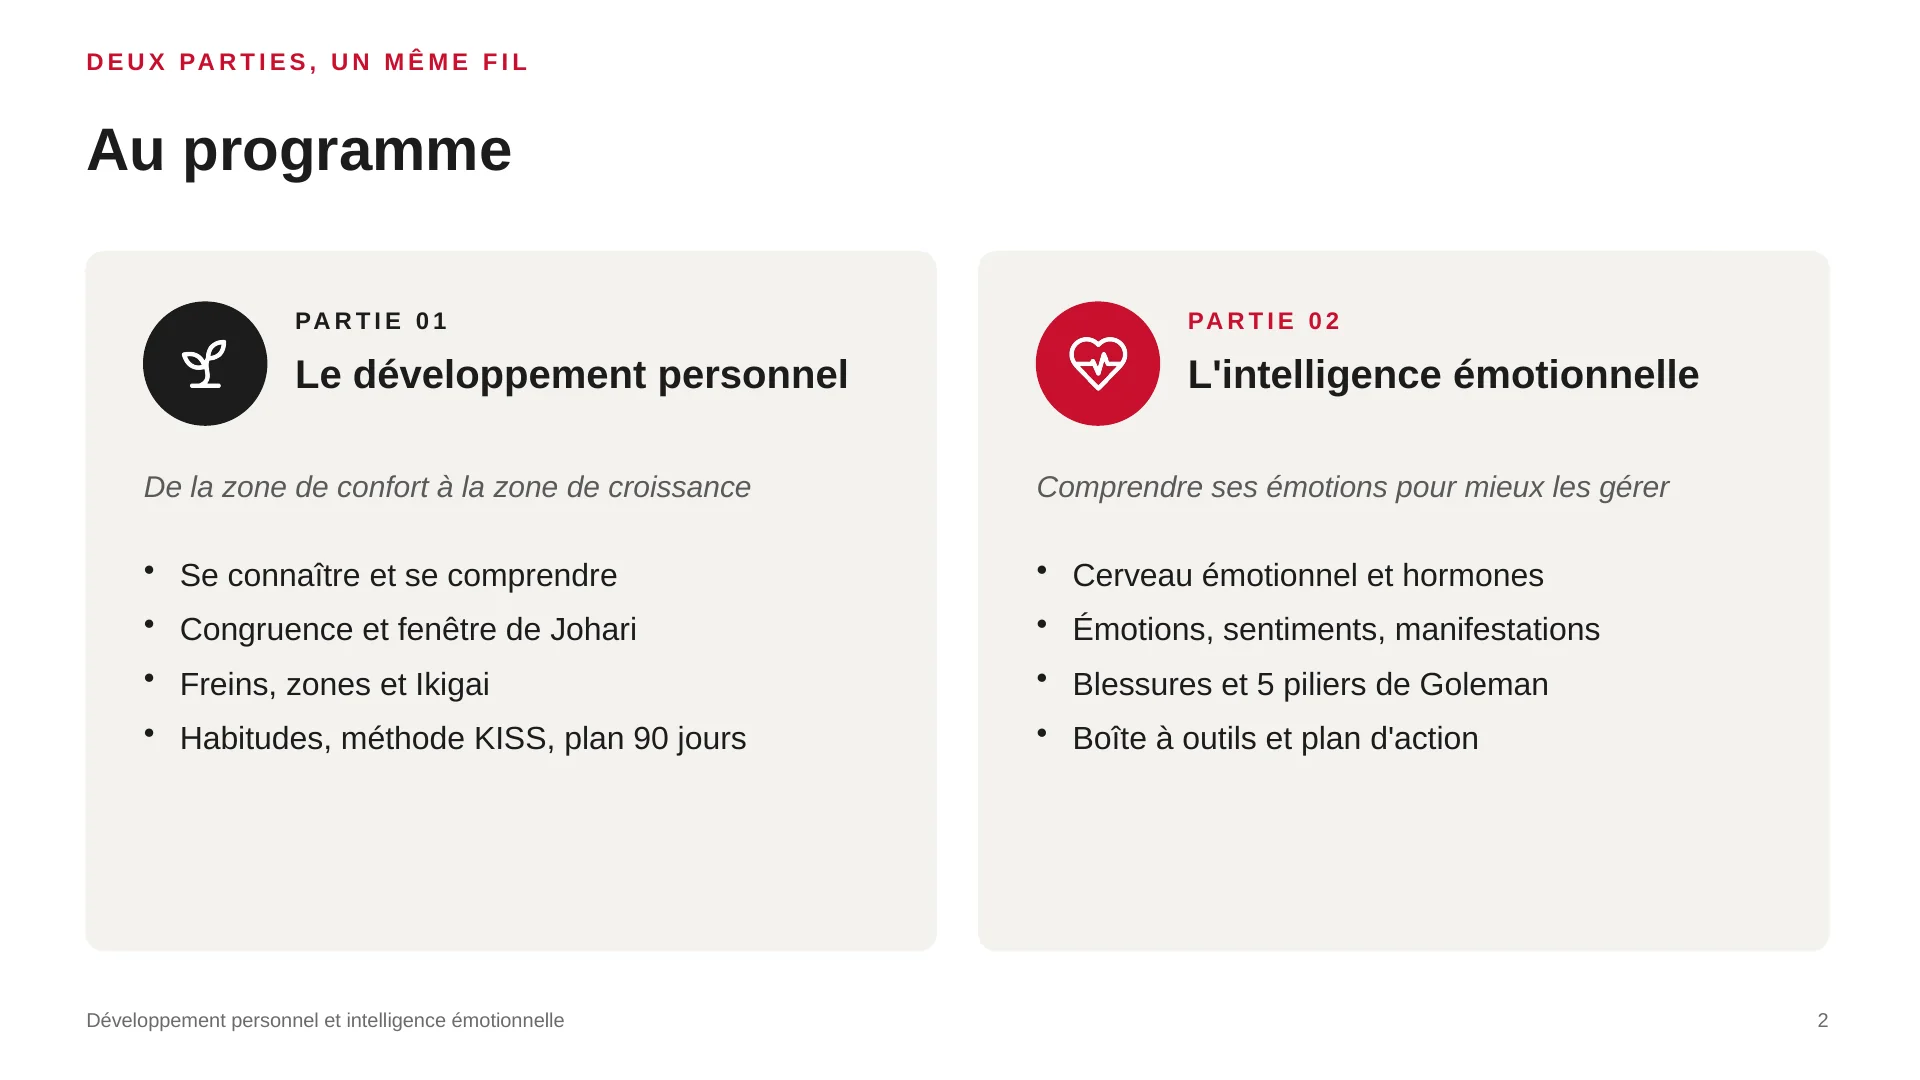 DEUX PARTIES, UN MÊME FIL
Au programme
PARTIE 01
Le développement personnel
De la zone de confort à la zone de croissance
• Se connaître et se comprendre
• Congruence et fenêtre de Johari
• Freins, zones et Ikigai
• Habitudes, méthode KISS, plan 90 jours
PARTIE 02
L'intelligence émotionnelle
Comprendre ses émotions pour mieux les gérer
• Cerveau émotionnel et hormones
• Émotions, sentiments, manifestations
• Blessures et 5 piliers de Goleman
• Boîte à outils et plan d'action
Développement personnel et intelligence émotionnelle
2